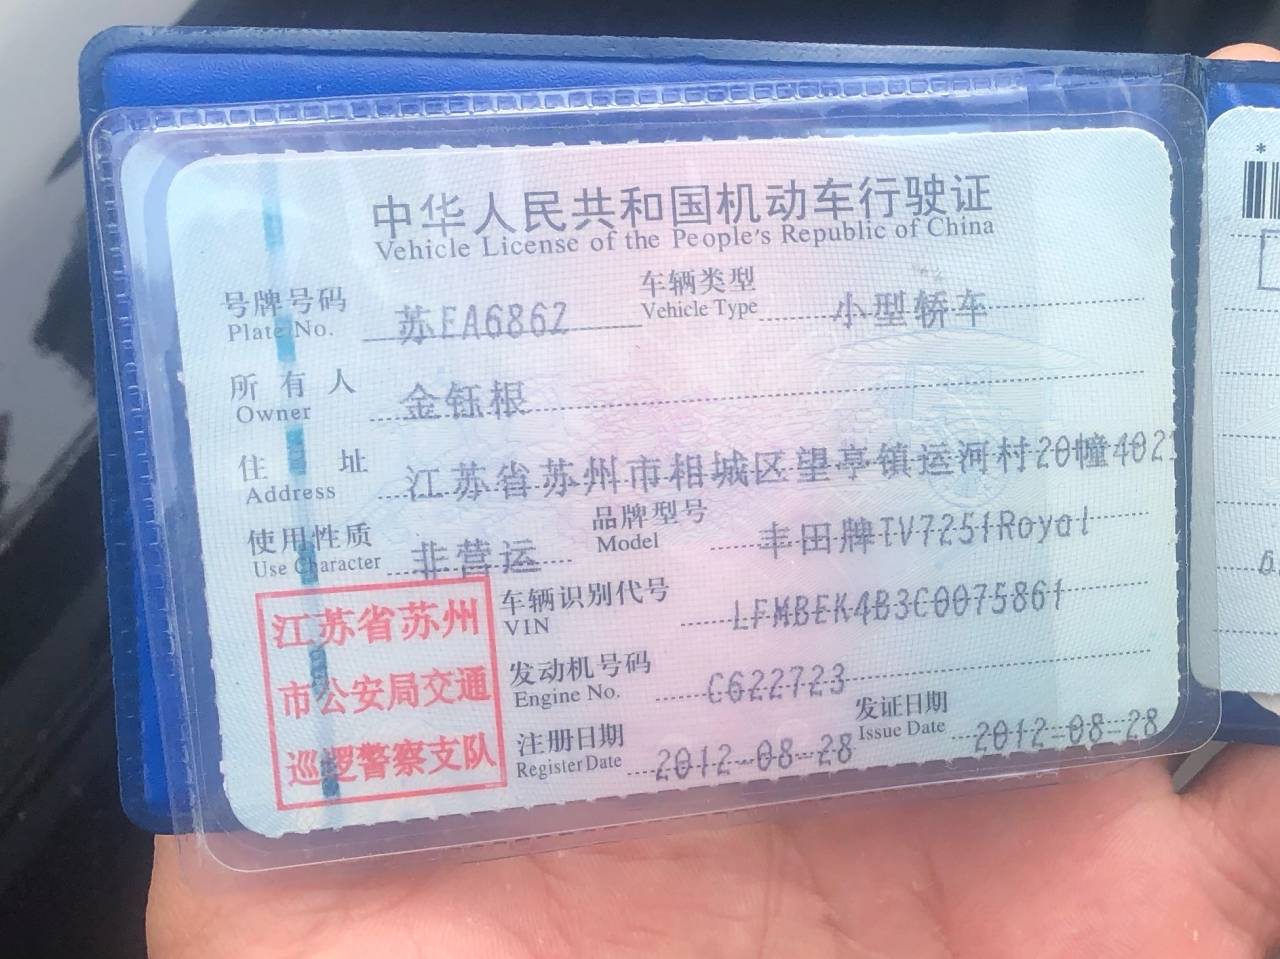 中华人民共和国机动车行驶证
Vehicle License of the People's Republic of China
号牌号码 苏EA6862 车辆类型 小型轿车
Plate No. Vehicle Type
所有人 金钰根
Owner
住址 江苏省苏州市相城区望亭镇运河村20幢402
Address
使用性质 非营运 品牌型号 丰田牌TV7251Royal
Use Character Model
江苏省苏州
市公安局交通
巡逻警察支队
车辆识别代号 LFMBEK4B3C0075861
VIN
发动机号码 C622723
Engine No.
注册日期 2012-08-28 发证日期 2012-08-28
Register Date Issue Date
*